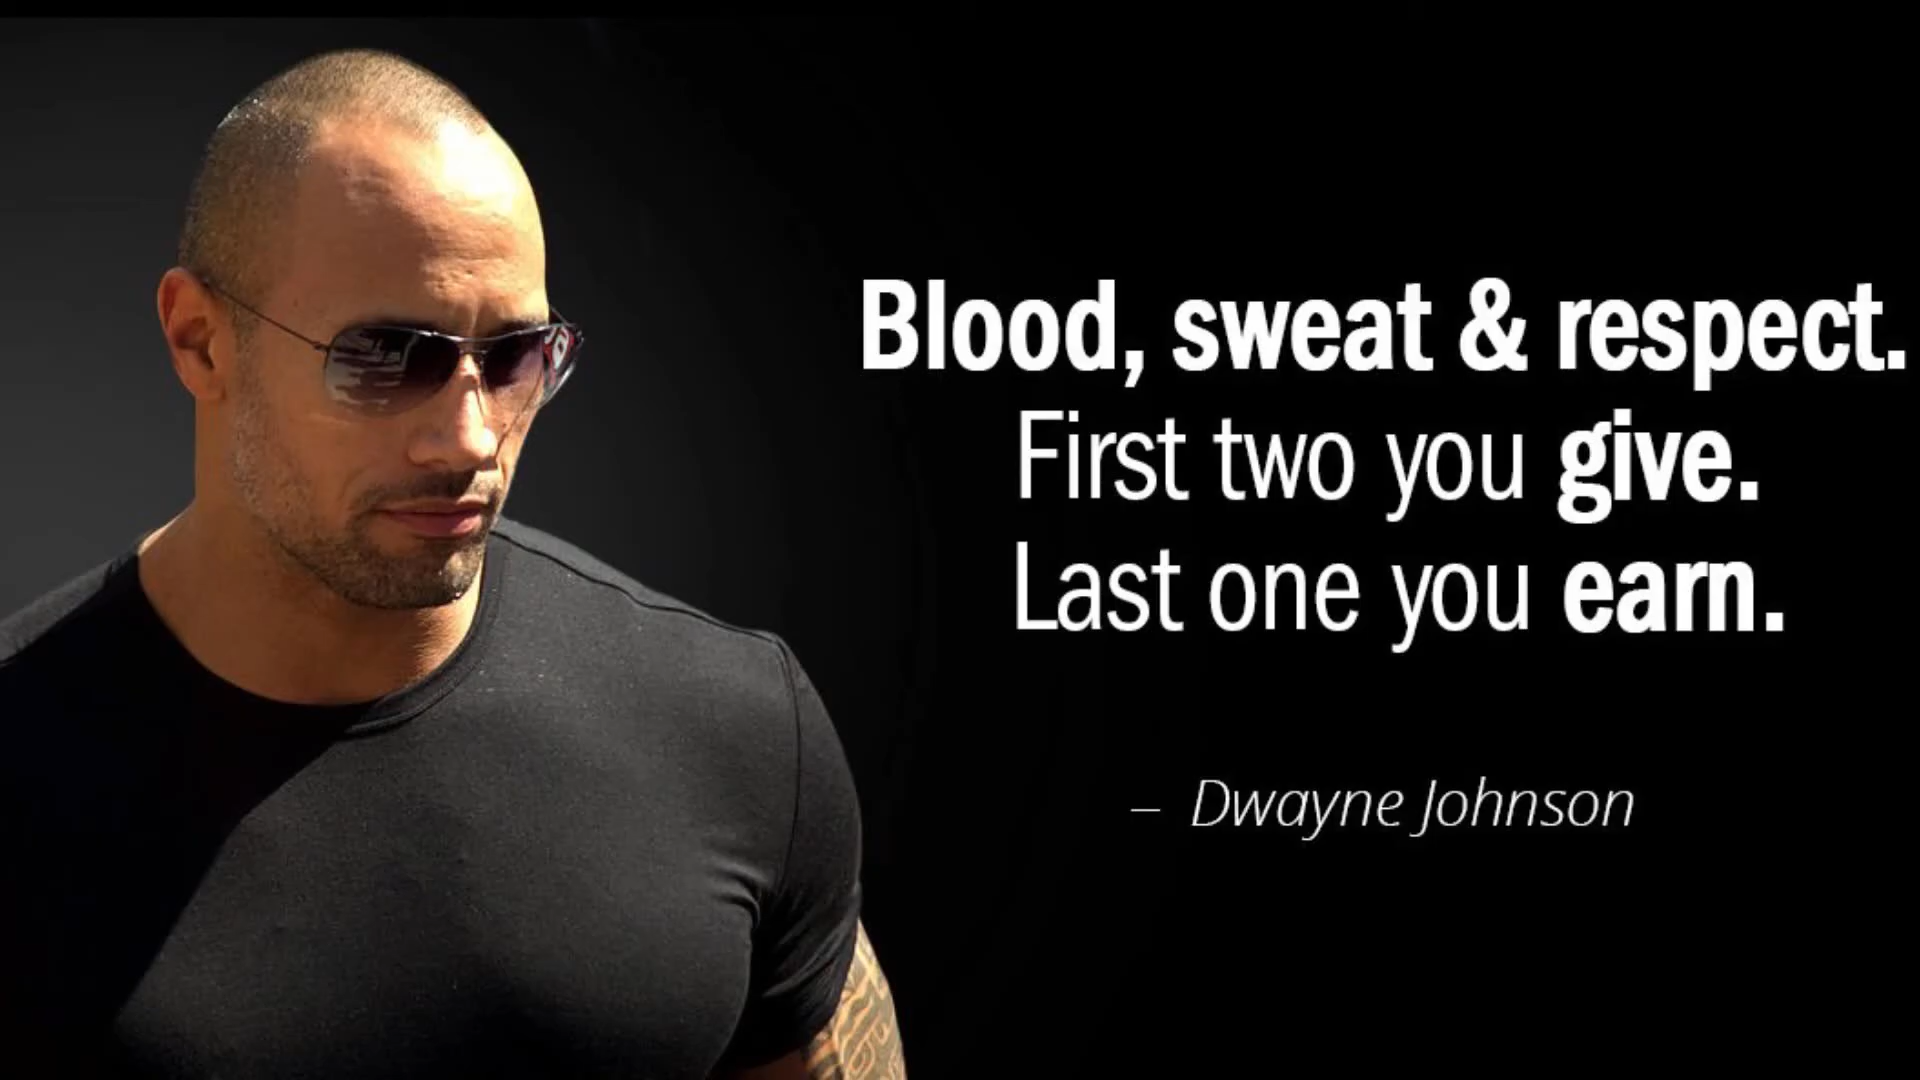 Blood, sweat & respect.
First two you give.
Last one you earn.
– Dwayne Johnson